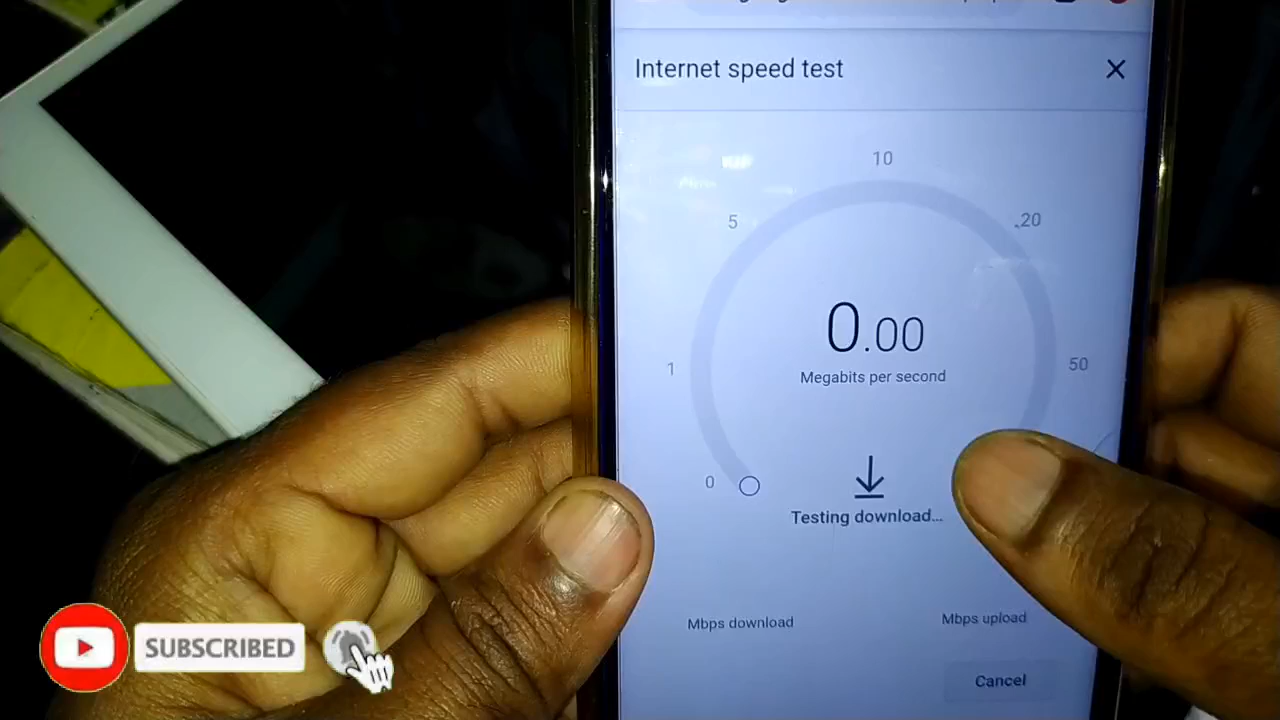 Internet speed test
10
5
20
0.00
Megabits per second
1
50
0
Testing download...
Mbps download
Mbps upload
Cancel
SUBSCRIBED